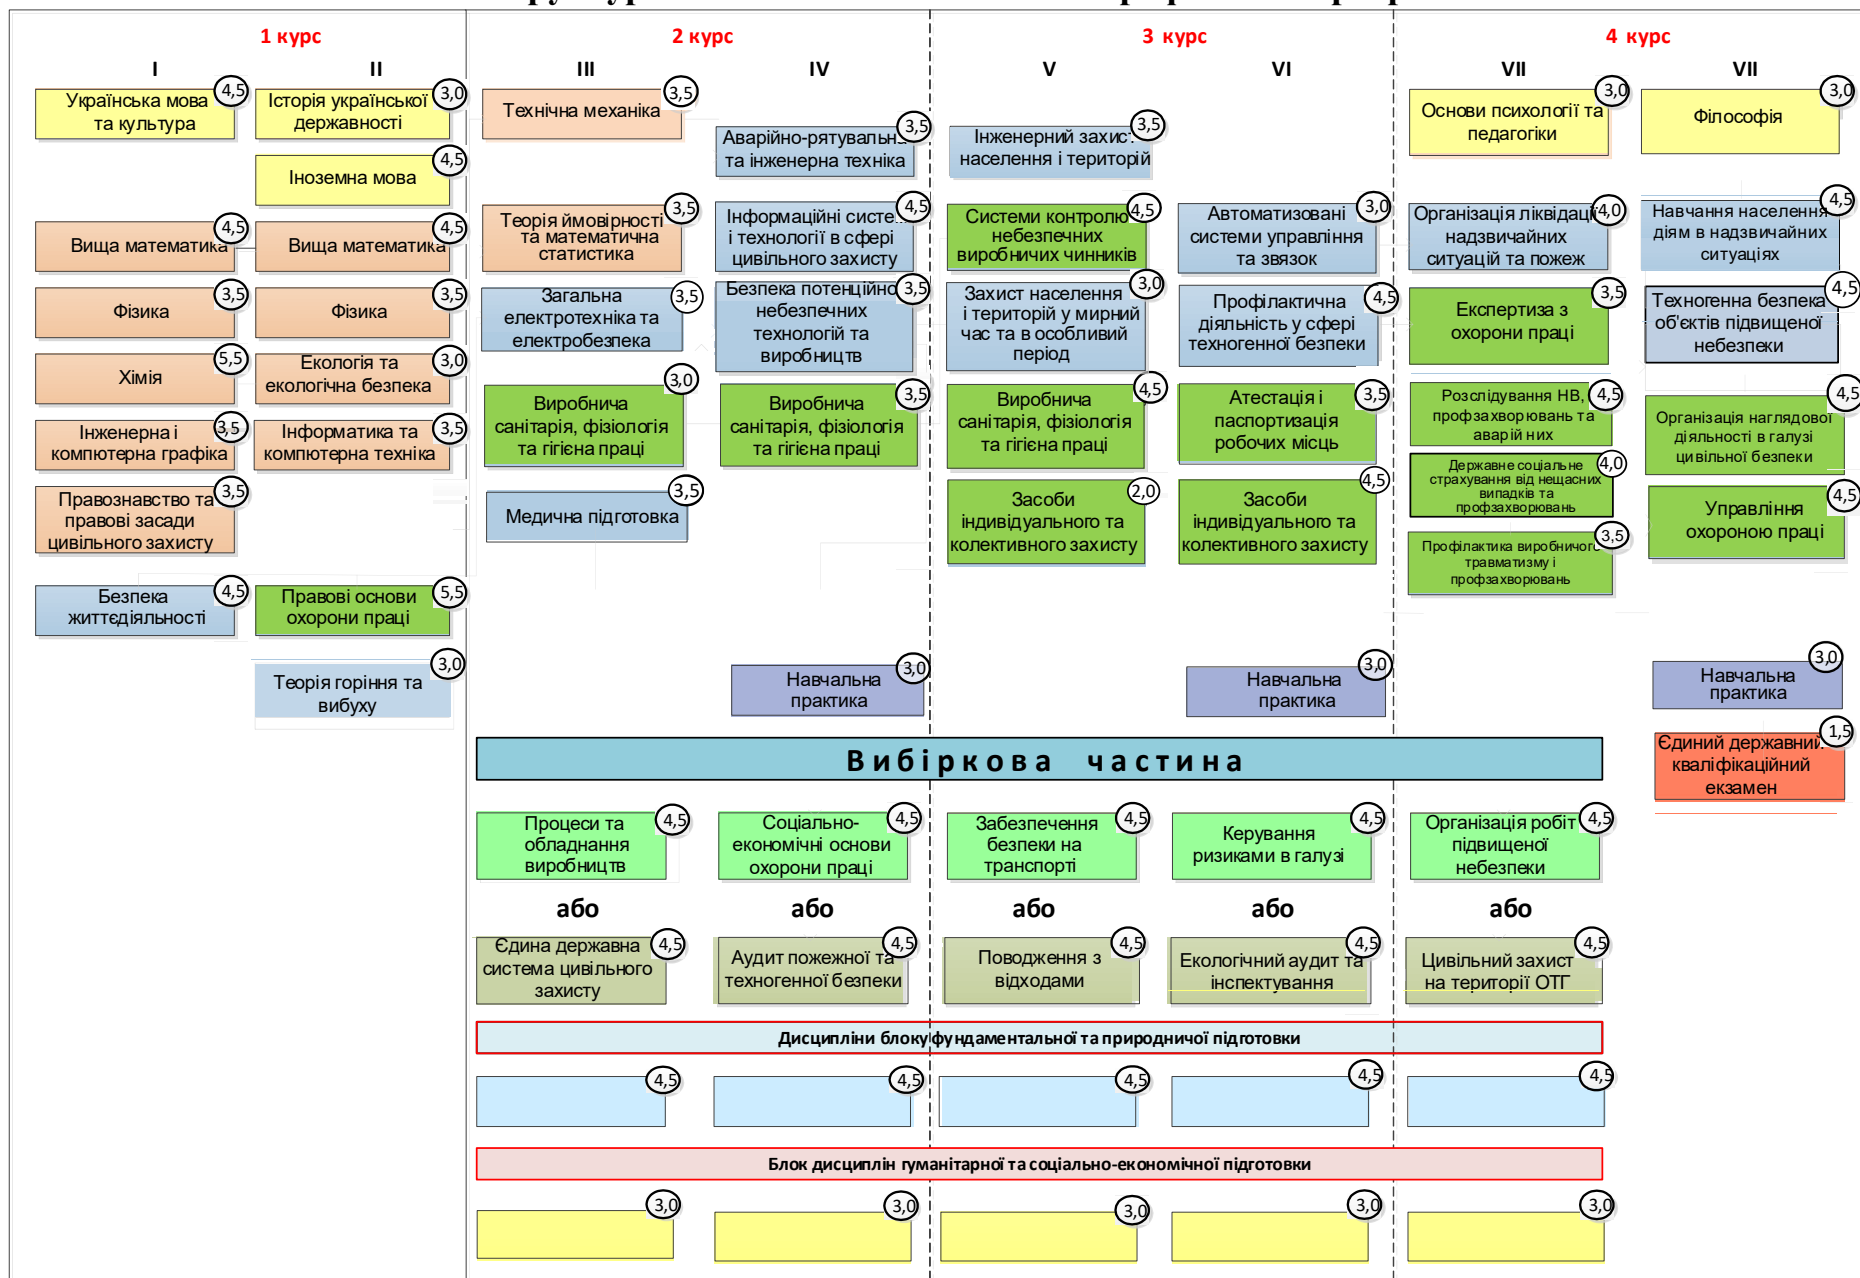 1 курс
2 курс
3 курс
4 курс
I
II
III
IV
V
VI
VII
VII
4,5
Українська мова
та культура
3,0
Історія української
державності
3,5
Технічна механіка
3,0
Основи психології та
педагогіки
3,0
Філософія
3,5
Аварійно-рятувальна
та інженерна техніка
3,5
Інженерний захист
населення і територій
4,5
Іноземна мова
4,5
Вища математика
4,5
Вища математика
3,5
Теорія ймовірності
та математична
статистика
4,5
Інформаційні систем
і технології в сфері
цивільного захисту
4,5
Системи контролю
небезпечних
виробничих чинників
3,0
Автоматизовані
системи управління
та звязок
4,0
Організація ліквідації
надзвичайних
ситуацій та пожеж
4,5
Навчання населення
діям в надзвичайних
ситуаціях
3,5
Фізика
3,5
Фізика
3,5
Загальна
електротехніка та
електробезпека
3,5
Безпека потенційно
небезпечних
технологій та
виробництв
3,0
Захист населення
і територій у мирний
час та в особливий
період
4,5
Профілактична
діяльність у сфері
техногенної безпеки
3,5
Експертиза з
охорони праці
4,5
Техногенна безпека
об'єктів підвищеної
небезпеки
5,5
Хімія
3,0
Екологія та
екологічна безпека
3,0
Виробнича
санітарія, фізіологія
та гігієна праці
3,5
Виробнича
санітарія, фізіологія
та гігієна праці
4,5
Виробнича
санітарія, фізіологія
та гігієна праці
3,5
Атестація і
паспортизація
робочих місць
4,5
Розслідування НВ,
профзахворювань та
аварій них
4,5
Організація наглядової
діяльності в галузі
цивільної безпеки
3,5
Інженерна і
компютерна графіка
3,5
Інформатика та
компютерна техніка
4,0
Державне соціальне
страхування від нещасних
випадків та
профзахворювань
3,5
Правознавство та
правові засади
цивільного захисту
3,5
Медична підготовка
2,0
Засоби
індивідуального та
колективного захисту
4,5
Засоби
індивідуального та
колективного захисту
3,5
Профілактика виробничого
травматизму і
профзахворювань
4,5
Управління
охороною праці
4,5
Безпека
життєдіяльності
5,5
Правові основи
охорони праці
3,0
Теорія горіння та
вибуху
3,0
Навчальна
практика
3,0
Навчальна
практика
3,0
Навчальна
практика
Вибіркова частина
1,5
Єдиний державний
кваліфікаційний
екзамен
4,5
Процеси та
обладнання
виробництв
4,5
Соціально-
економічні основи
охорони праці
4,5
Забезпечення
безпеки на
транспорті
4,5
Керування
ризиками в галузі
4,5
Організація робіт
підвищеної
небезпеки
або
або
або
або
або
4,5
Єдина державна
система цивільного
захисту
4,5
Аудит пожежної та
техногенної безпеки
4,5
Поводження з
відходами
4,5
Екологічний аудит та
інспектування
4,5
Цивільний захист
на території ОТГ
Дисципліни блоку фундаментальної та природничої підготовки
4,5
4,5
4,5
4,5
4,5
Блок дисциплін гуманітарної та соціально-економічної підготовки
3,0
3,0
3,0
3,0
3,0